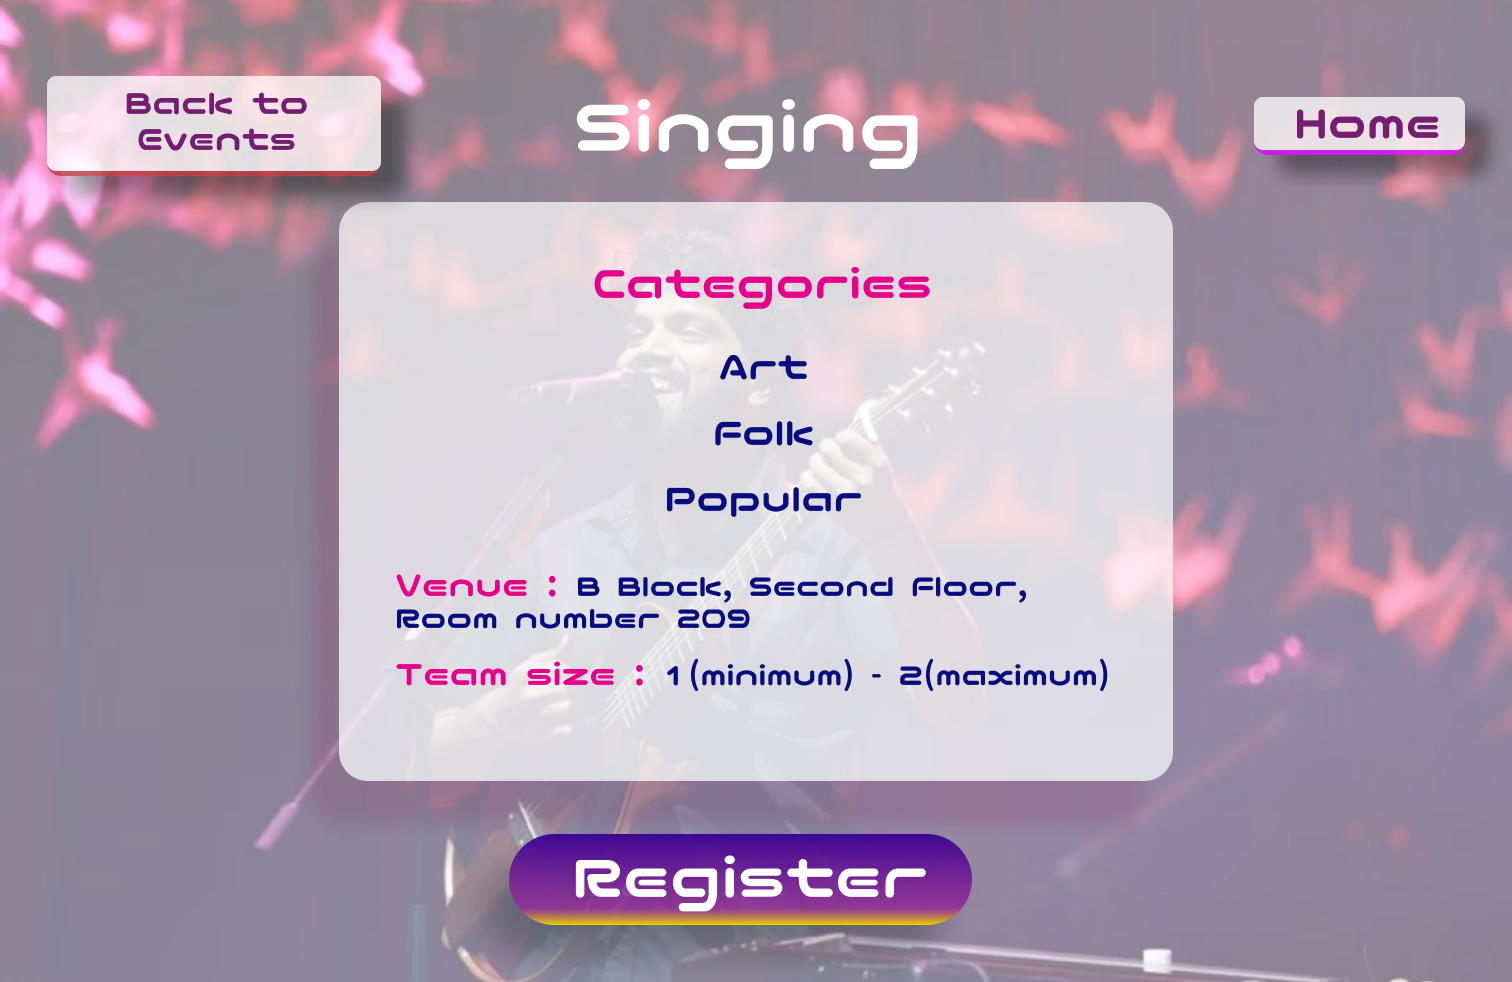 Back to
Events
Singing
Home
Categories
Art
Folk
Popular
Venue : B Block, Second Floor,
Room number 209
Team size : 1 (minimum) - 2(maximum)
Register